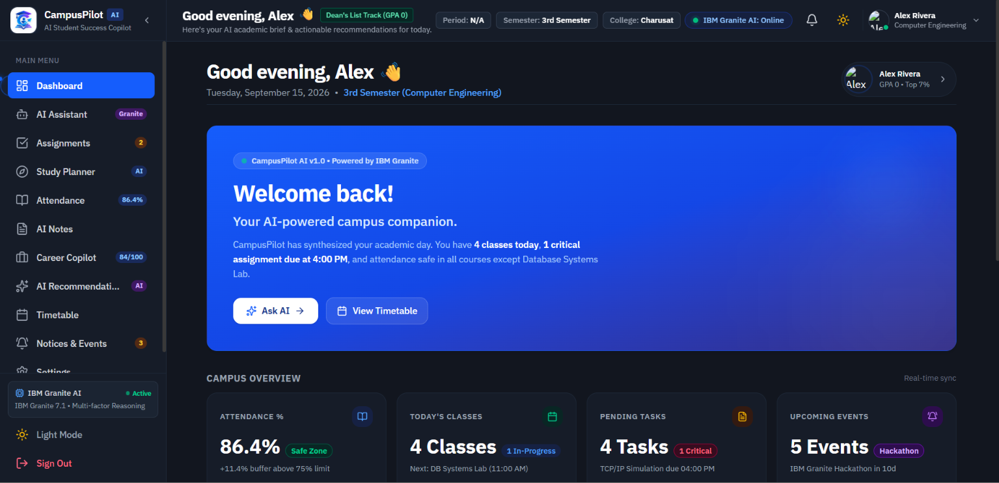 CampusPilot AI
AI Student Success Copilot
Good evening, Alex 👋 Dean's List Track (GPA 0)
Here's your AI academic brief & actionable recommendations for today.
Period: N/A
Semester: 3rd Semester
College: Charusat
IBM Granite AI: Online
Alex Rivera
Computer Engineering
MAIN MENU
Dashboard
AI Assistant Granite
Assignments 2
Study Planner AI
Attendance 86.4%
AI Notes
Career Copilot 84/100
AI Recommendati... AI
Timetable
Notices & Events 3
Settings
IBM Granite AI Active
IBM Granite 7.1 • Multi-factor Reasoning
Light Mode
Sign Out
Good evening, Alex 👋
Tuesday, September 15, 2026 • 3rd Semester (Computer Engineering)
Alex
Alex Rivera
GPA 0 • Top 7%
CampusPilot AI v1.0 • Powered by IBM Granite
Welcome back!
Your AI-powered campus companion.
CampusPilot has synthesized your academic day. You have 4 classes today, 1 critical
assignment due at 4:00 PM, and attendance safe in all courses except Database Systems
Lab.
Ask AI →
View Timetable
CAMPUS OVERVIEW
Real-time sync
ATTENDANCE %
86.4% Safe Zone
+11.4% buffer above 75% limit
TODAY'S CLASSES
4 Classes 1 In-Progress
Next: DB Systems Lab (11:00 AM)
PENDING TASKS
4 Tasks 1 Critical
TCP/IP Simulation due 04:00 PM
UPCOMING EVENTS
5 Events Hackathon
IBM Granite Hackathon in 10d